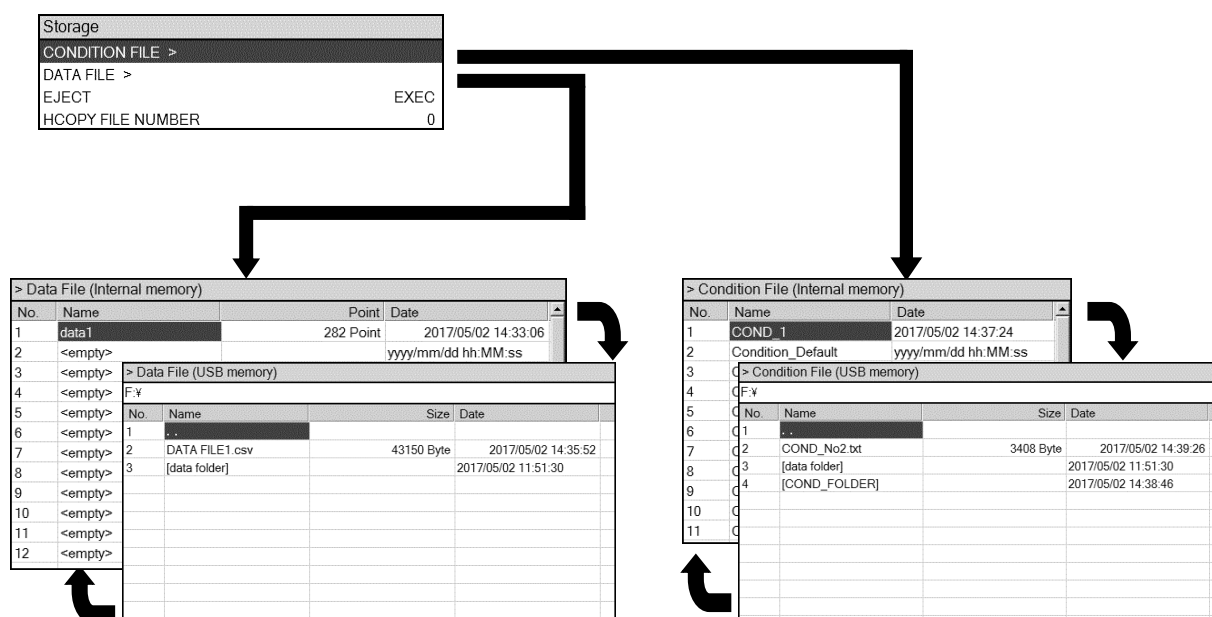 Storage
CONDITION FILE >
DATA FILE >
EJECT EXEC
HCOPY FILE NUMBER 0
> Data File (Internal memory)
No. Name Point Date
1 data1 282 Point 2017/05/02 14:33:06
2 <empty> yyyy/mm/dd hh:MM:ss
3 <empty>
4 <empty>
5 <empty>
6 <empty>
7 <empty>
8 <empty>
9 <empty>
10 <empty>
11 <empty>
12 <empty>
> Data File (USB memory)
F:¥
No. Name Size Date
1 . .
2 DATA FILE1.csv 43150 Byte 2017/05/02 14:35:52
3 [data folder] 2017/05/02 11:51:30
> Condition File (Internal memory)
No. Name Date
1 COND_1 2017/05/02 14:37:24
2 Condition_Default yyyy/mm/dd hh:MM:ss
3
4
5
6
7
8
9
10
11
> Condition File (USB memory)
F:¥
No. Name Size Date
1 . .
2 COND_No2.txt 3408 Byte 2017/05/02 14:39:26
3 [data folder] 2017/05/02 11:51:30
4 [COND_FOLDER] 2017/05/02 14:38:46